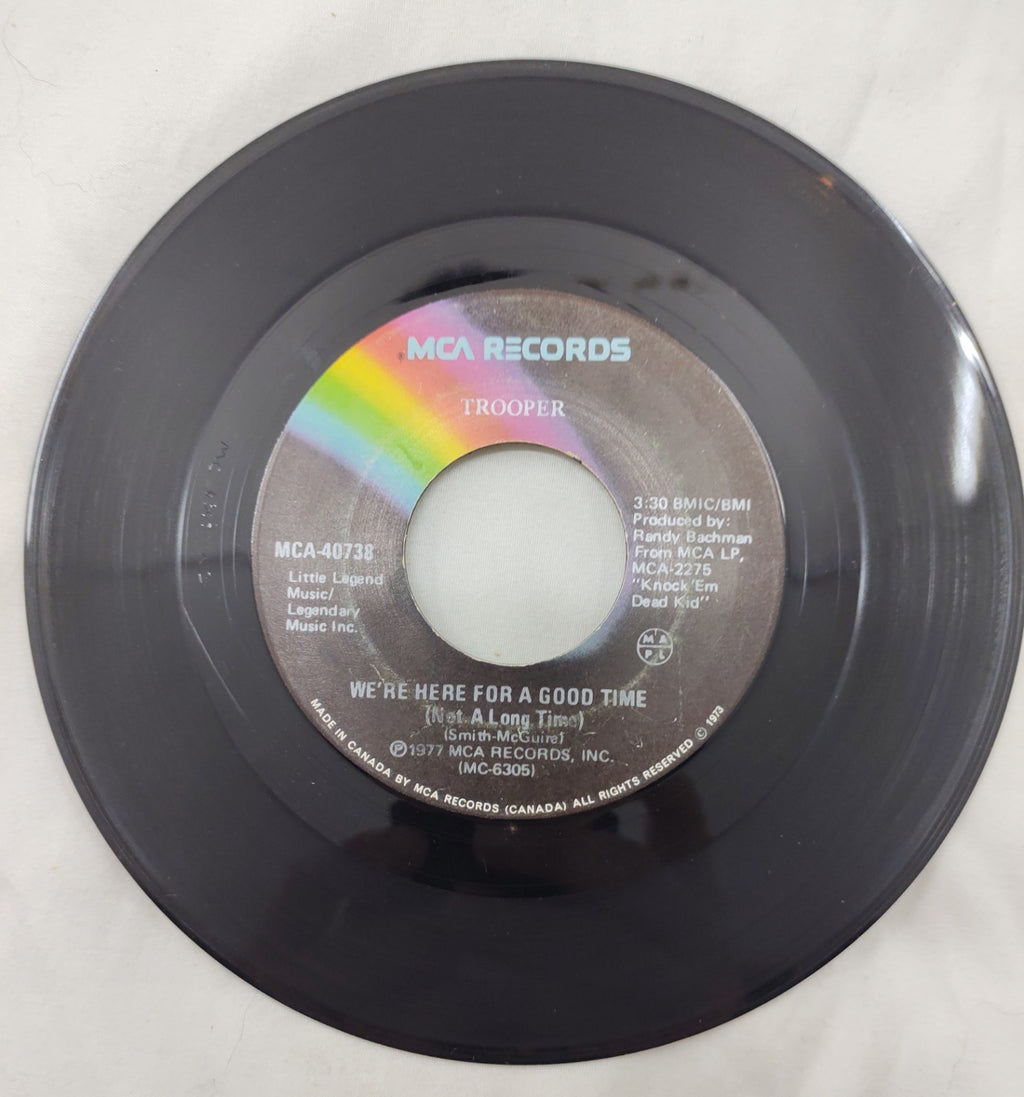 ® MCA RECORDS
TROOPER
3:30 BMIC/BMI
Produced by:
Randy Bachman
From MCA LP,
MCA-2275
"Knock 'Em
Dead Kid"
MCA-40738
Little Legend
Music/
Legendary
Music Inc.
M A
P L
WE'RE HERE FOR A GOOD TIME
(Not A Long Time)
(Smith-McGuire)
℗1977 MCA RECORDS, INC.
(MC-6305)
MADE IN CANADA BY MCA RECORDS (CANADA) ALL RIGHTS RESERVED © 1973